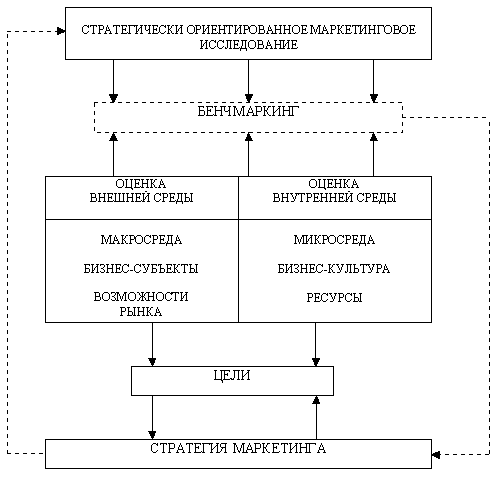 СТРАТЕГИЧЕСКИ ОРИЕНТИРОВАННОЕ МАРКЕТИНГОВОЕ
ИССЛЕДОВАНИЕ
БЕНЧМАРКИНГ
ОЦЕНКА
ВНЕШНЕЙ СРЕДЫ
ОЦЕНКА
ВНУТРЕННЕЙ СРЕДЫ
МАКРОСРЕДА
БИЗНЕС-СУБЪЕКТЫ
ВОЗМОЖНОСТИ
РЫНКА
МИКРОСРЕДА
БИЗНЕС-КУЛЬТУРА
РЕСУРСЫ
ЦЕЛИ
СТРАТЕГИЯ МАРКЕТИНГА